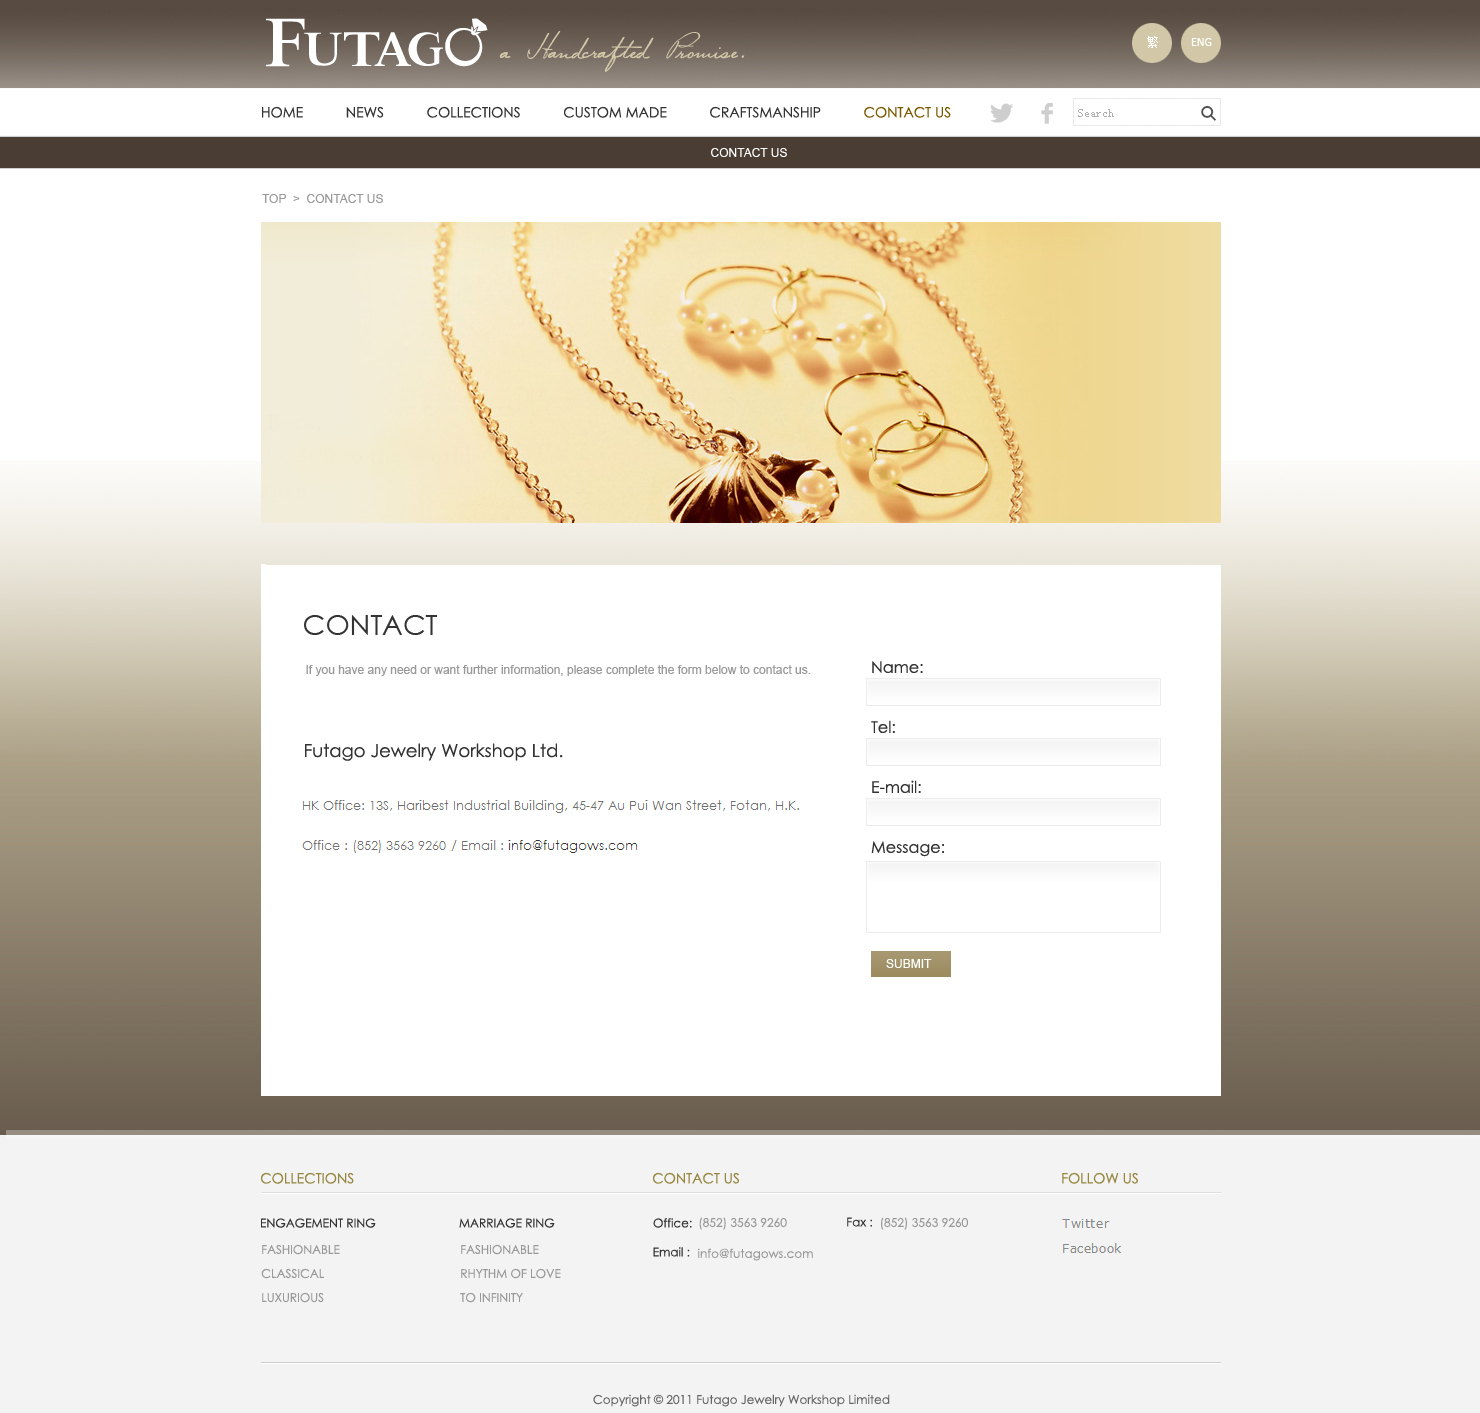 FUTAGO a Handcrafted Promise.
繁 ENG
HOME NEWS COLLECTIONS CUSTOM MADE CRAFTSMANSHIP CONTACT US Search
CONTACT US
TOP > CONTACT US
CONTACT
If you have any need or want further information, please complete the form below to contact us.
Futago Jewelry Workshop Ltd.
HK Office: 13S, Haribest Industrial Building, 45-47 Au Pui Wan Street, Fotan, H.K.
Office : (852) 3563 9260 / Email : info@futagows.com
Name:
Tel:
E-mail:
Message:
SUBMIT
COLLECTIONS
ENGAGEMENT RING
FASHIONABLE
CLASSICAL
LUXURIOUS
MARRIAGE RING
FASHIONABLE
RHYTHM OF LOVE
TO INFINITY
CONTACT US
Office: (852) 3563 9260 Fax : (852) 3563 9260
Email : info@futagows.com
FOLLOW US
Twitter
Facebook
Copyright © 2011 Futago Jewelry Workshop Limited